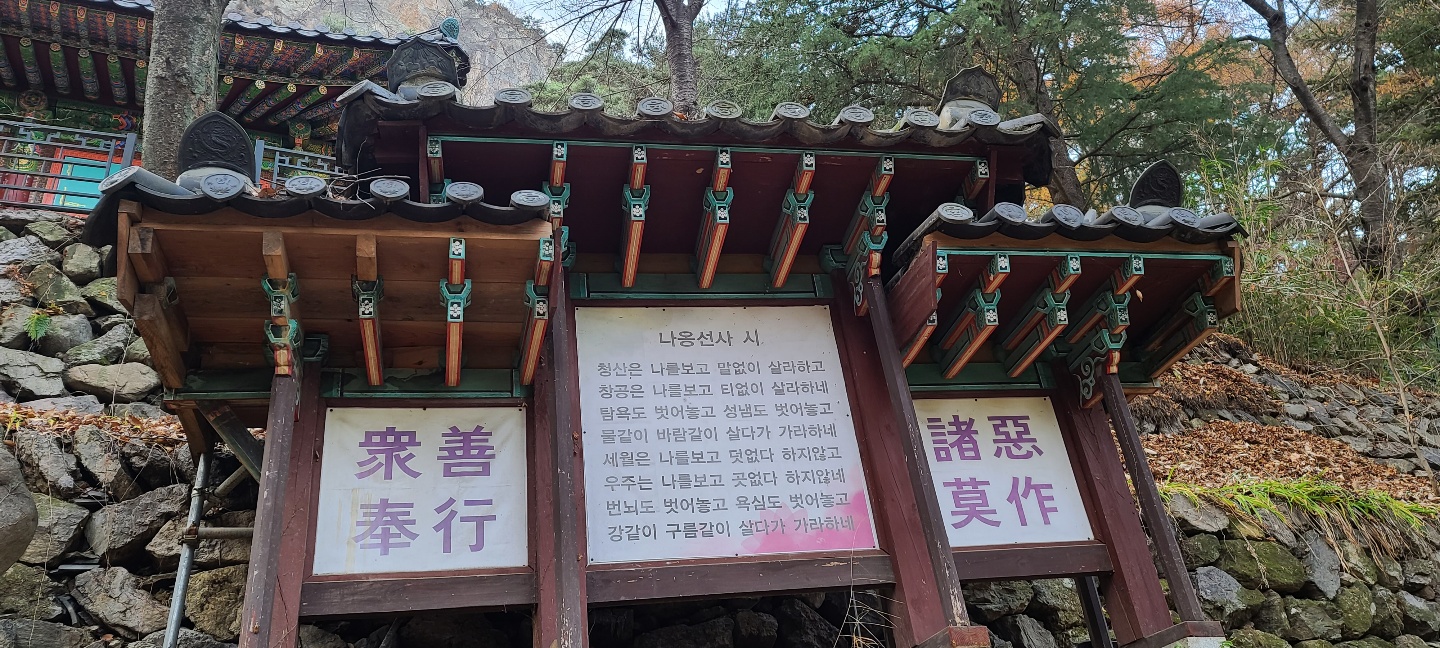 衆善
奉行
나옹선사 시
청산은 나를보고 말없이 살라하고
창공은 나를보고 티없이 살라하네
탐욕도 벗어놓고 성냄도 벗어놓고
물같이 바람같이 살다가 가라하네
세월은 나를보고 덧없다 하지않고
우주는 나를보고 곳없다 하지않네
번뇌도 벗어놓고 욕심도 벗어놓고
강같이 구름같이 살다가 가라하네
諸惡
莫作